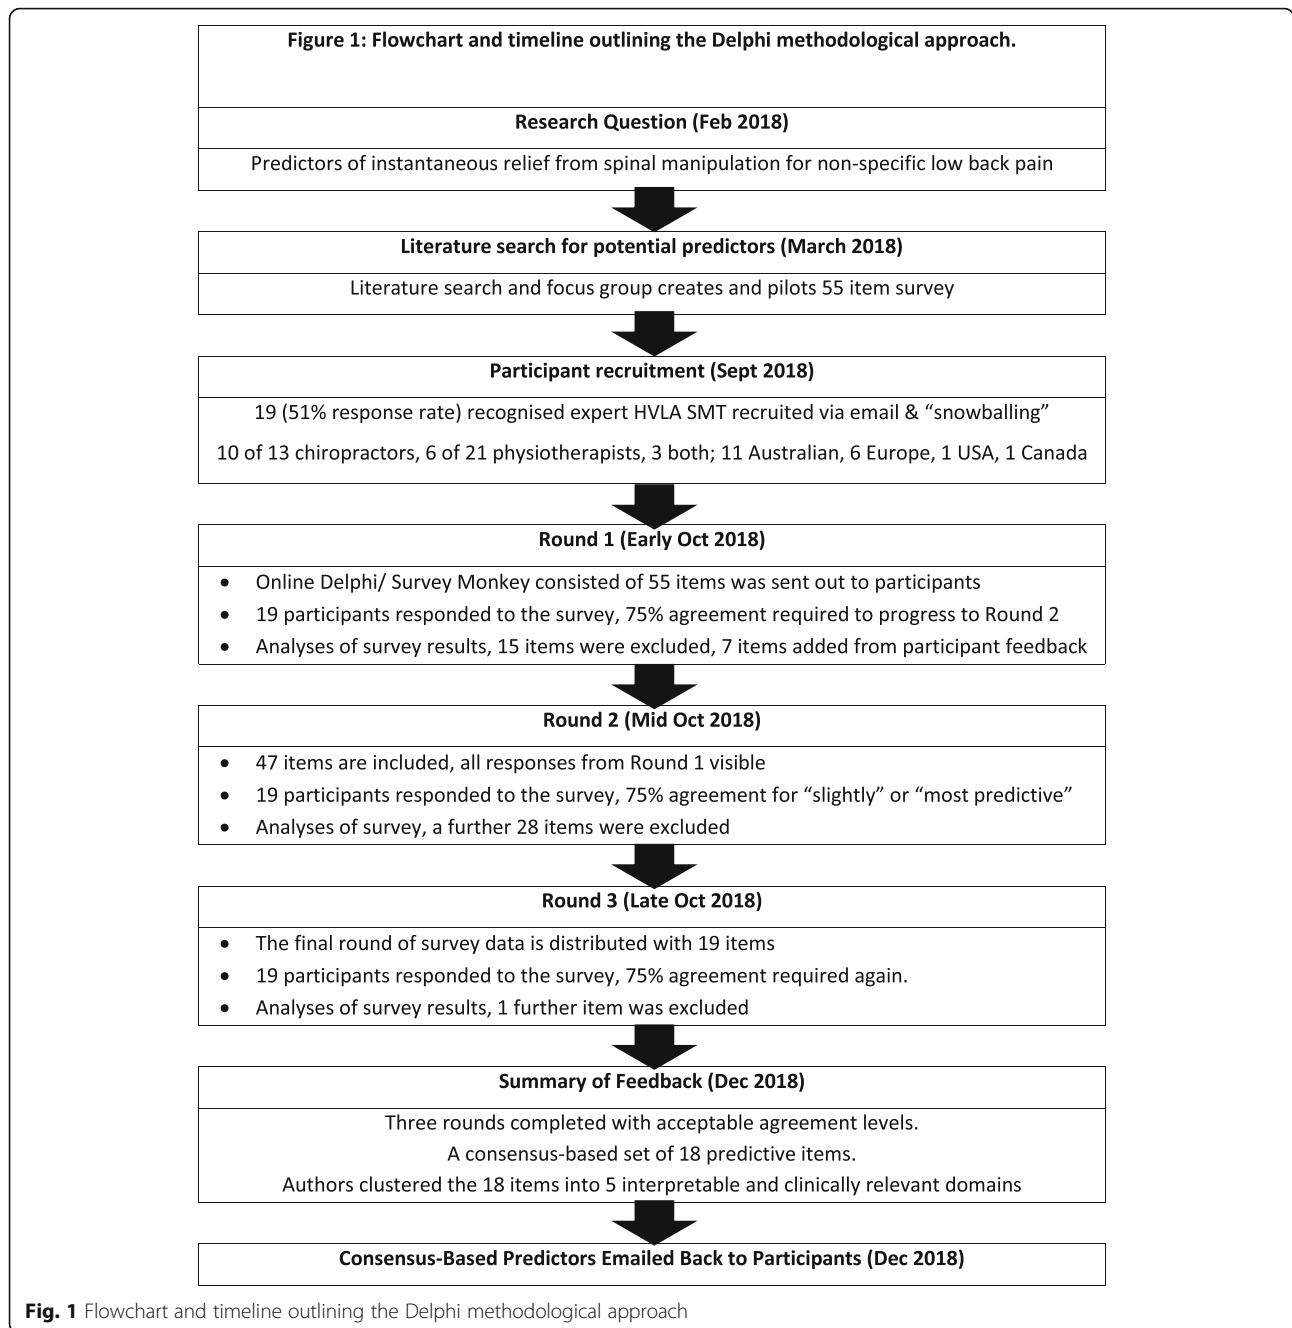 Figure 1: Flowchart and timeline outlining the Delphi methodological approach.
Research Question (Feb 2018)
Predictors of instantaneous relief from spinal manipulation for non-specific low back pain
Literature search for potential predictors (March 2018)
Literature search and focus group creates and pilots 55 item survey
Participant recruitment (Sept 2018)
19 (51% response rate) recognised expert HVLA SMT recruited via email & “snowballing”
10 of 13 chiropractors, 6 of 21 physiotherapists, 3 both; 11 Australian, 6 Europe, 1 USA, 1 Canada
Round 1 (Early Oct 2018)
• Online Delphi/ Survey Monkey consisted of 55 items was sent out to participants
• 19 participants responded to the survey, 75% agreement required to progress to Round 2
• Analyses of survey results, 15 items were excluded, 7 items added from participant feedback
Round 2 (Mid Oct 2018)
• 47 items are included, all responses from Round 1 visible
• 19 participants responded to the survey, 75% agreement for “slightly” or “most predictive”
• Analyses of survey, a further 28 items were excluded
Round 3 (Late Oct 2018)
• The final round of survey data is distributed with 19 items
• 19 participants responded to the survey, 75% agreement required again.
• Analyses of survey results, 1 further item was excluded
Summary of Feedback (Dec 2018)
Three rounds completed with acceptable agreement levels.
A consensus-based set of 18 predictive items.
Authors clustered the 18 items into 5 interpretable and clinically relevant domains
Consensus-Based Predictors Emailed Back to Participants (Dec 2018)
Fig. 1 Flowchart and timeline outlining the Delphi methodological approach